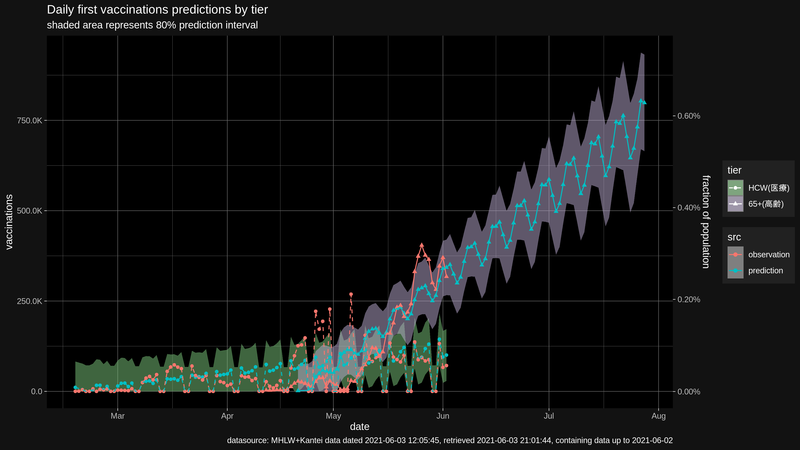 Daily first vaccinations predictions by tier
shaded area represents 80% prediction interval
750.0K
500.0K
250.0K
0.0
vaccinations
0.60%
0.40%
0.20%
0.00%
fraction of population
Mar
Apr
May
Jun
Jul
Aug
date
tier
HCW(医療)
65+(高齢)
src
observation
prediction
datasource: MHLW+Kantei data dated 2021-06-03 12:05:45, retrieved 2021-06-03 21:01:44, containing data up to 2021-06-02